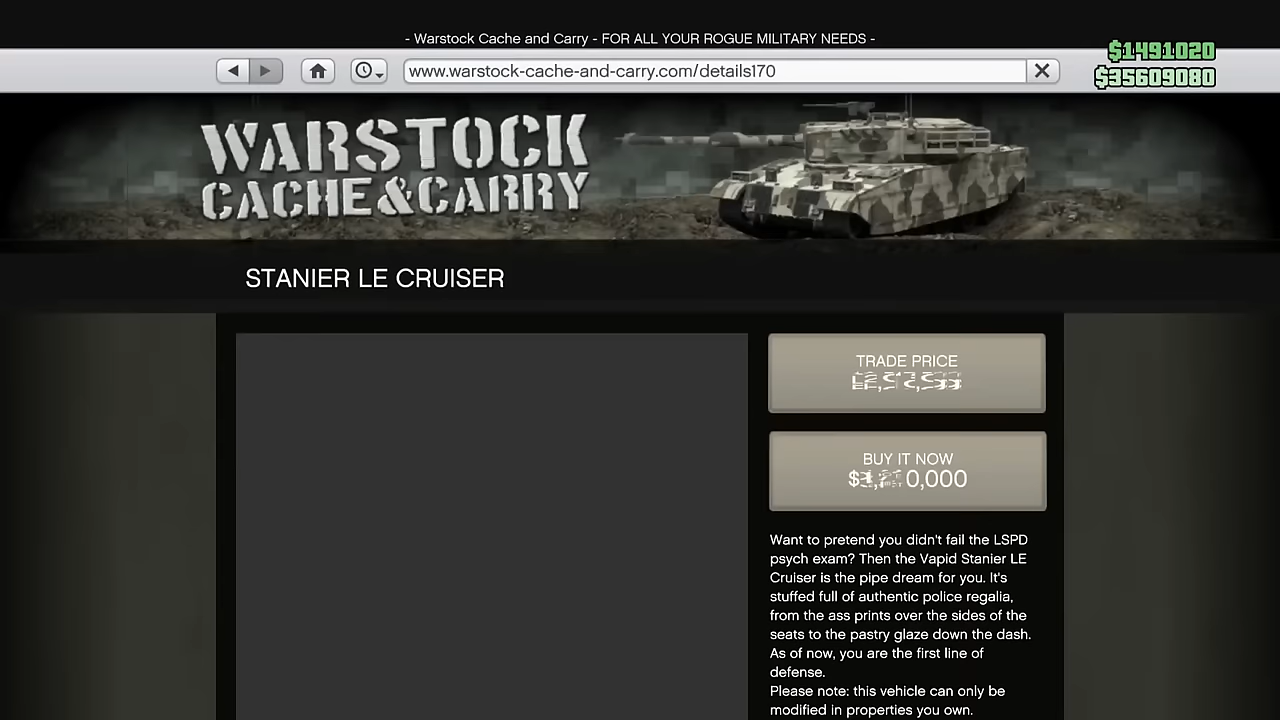 - Warstock Cache and Carry - FOR ALL YOUR ROGUE MILITARY NEEDS -
$1491020
www.warstock-cache-and-carry.com/details170
$35609080
WARSTOCK
CACHE&CARRY
STANIER LE CRUISER
TRADE PRICE
BUY IT NOW
Want to pretend you didn't fail the LSPD
psych exam? Then the Vapid Stanier LE
Cruiser is the pipe dream for you. It's
stuffed full of authentic police regalia,
from the ass prints over the sides of the
seats to the pastry glaze down the dash.
As of now, you are the first line of
defense.
Please note: this vehicle can only be
modified in properties you own.